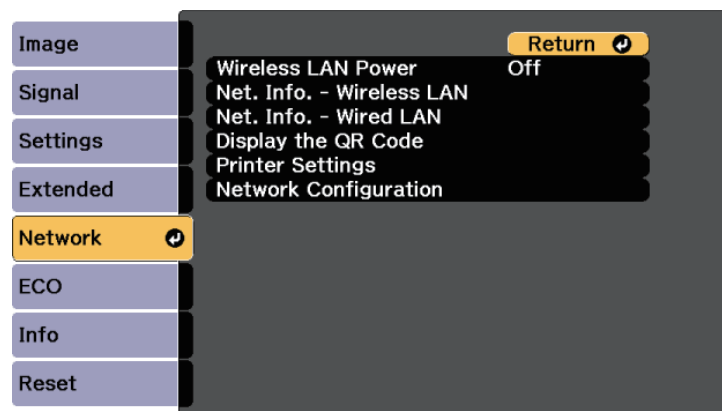 Image
Signal
Settings
Extended
Network
ECO
Info
Reset
Return
Wireless LAN Power Off
Net. Info. - Wireless LAN
Net. Info. - Wired LAN
Display the QR Code
Printer Settings
Network Configuration